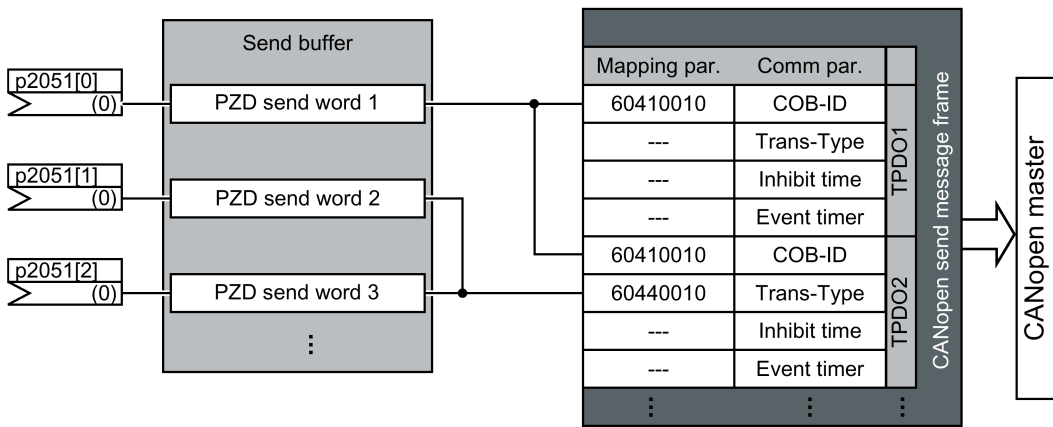 Send buffer
p2051[0]
(0)
PZD send word 1
p2051[1]
(0)
PZD send word 2
p2051[2]
(0)
PZD send word 3
⋮
Mapping par. Comm par.
60410010 COB-ID
--- Trans-Type
--- Inhibit time
--- Event timer
TPDO1
60410010 COB-ID
60440010 Trans-Type
--- Inhibit time
--- Event timer
TPDO2
⋮ ⋮ ⋮
CANopen send message frame
CANopen master